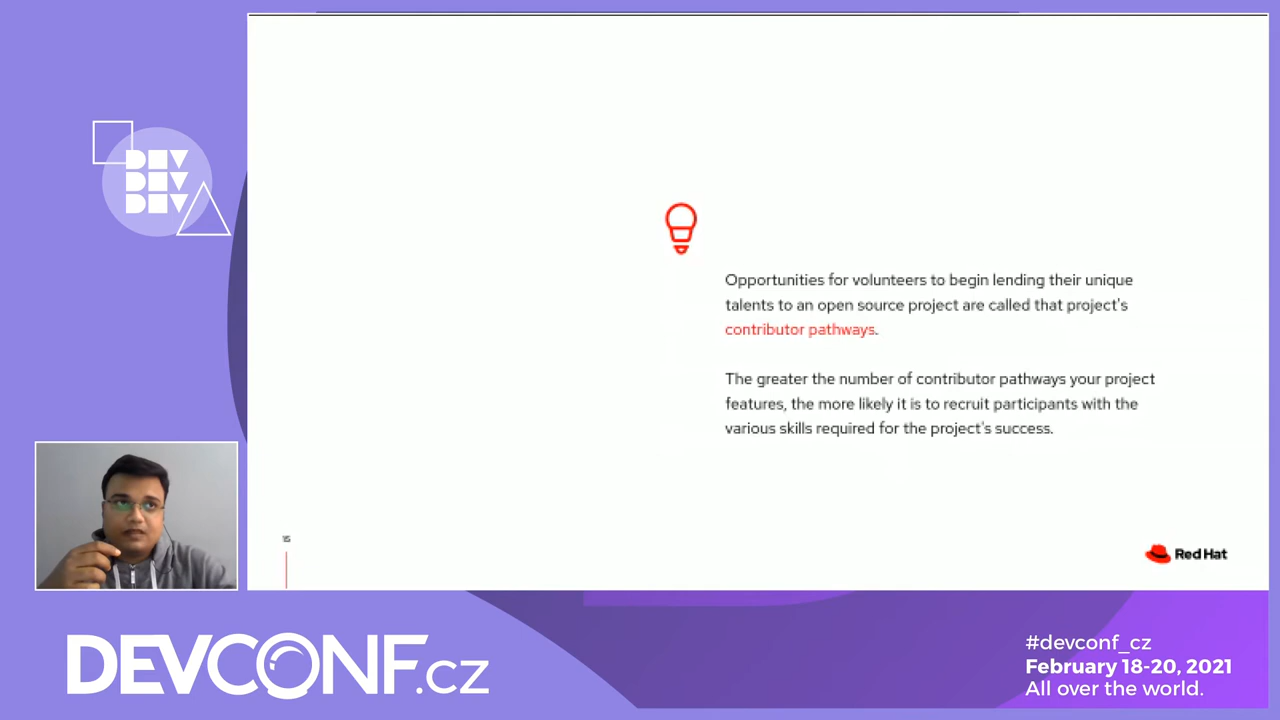 DEV
DEV
DEV
Opportunities for volunteers to begin lending their unique
talents to an open source project are called that project's
contributor pathways.
The greater the number of contributor pathways your project
features, the more likely it is to recruit participants with the
various skills required for the project's success.
15
Red Hat
DEVCONF.cz
#devconf_cz
February 18-20, 2021
All over the world.